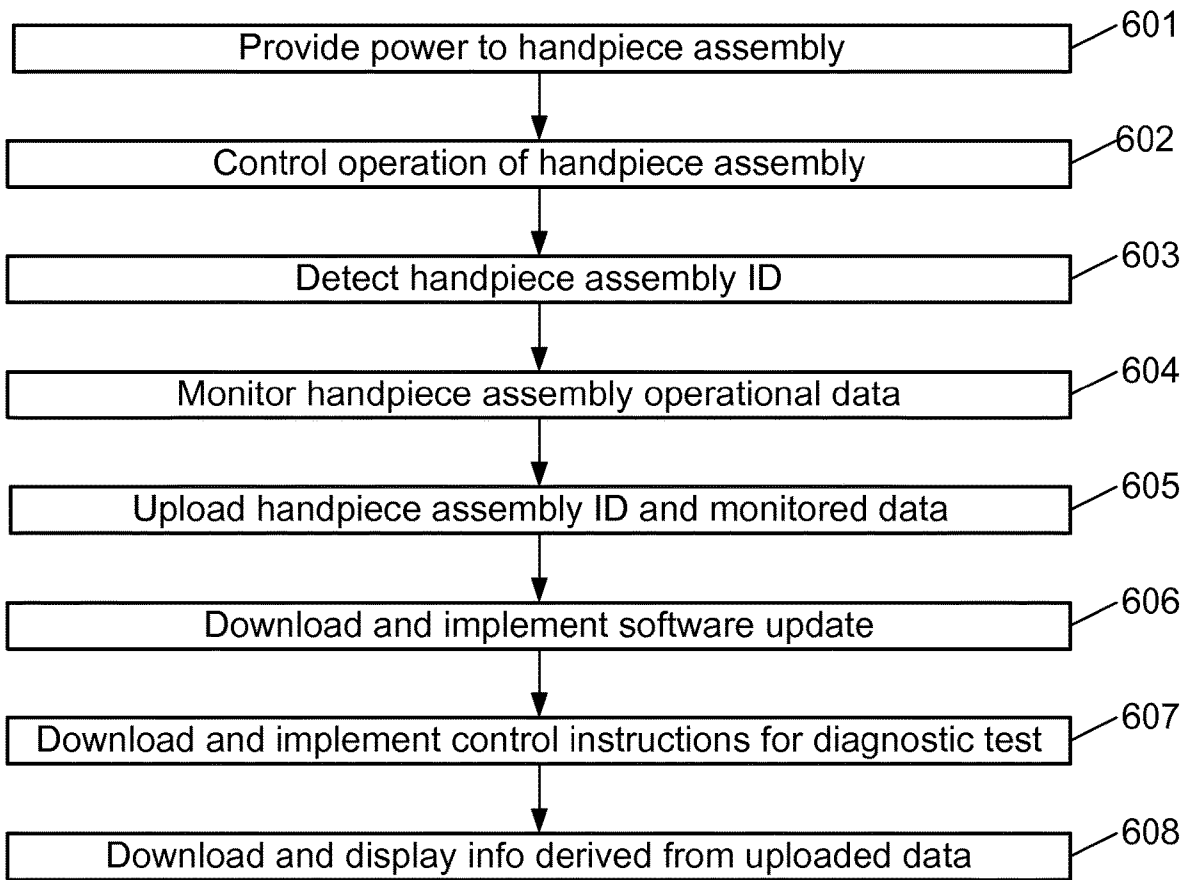 Provide power to handpiece assembly
601
Control operation of handpiece assembly
602
Detect handpiece assembly ID
603
Monitor handpiece assembly operational data
604
Upload handpiece assembly ID and monitored data
605
Download and implement software update
606
Download and implement control instructions for diagnostic test
607
Download and display info derived from uploaded data
608